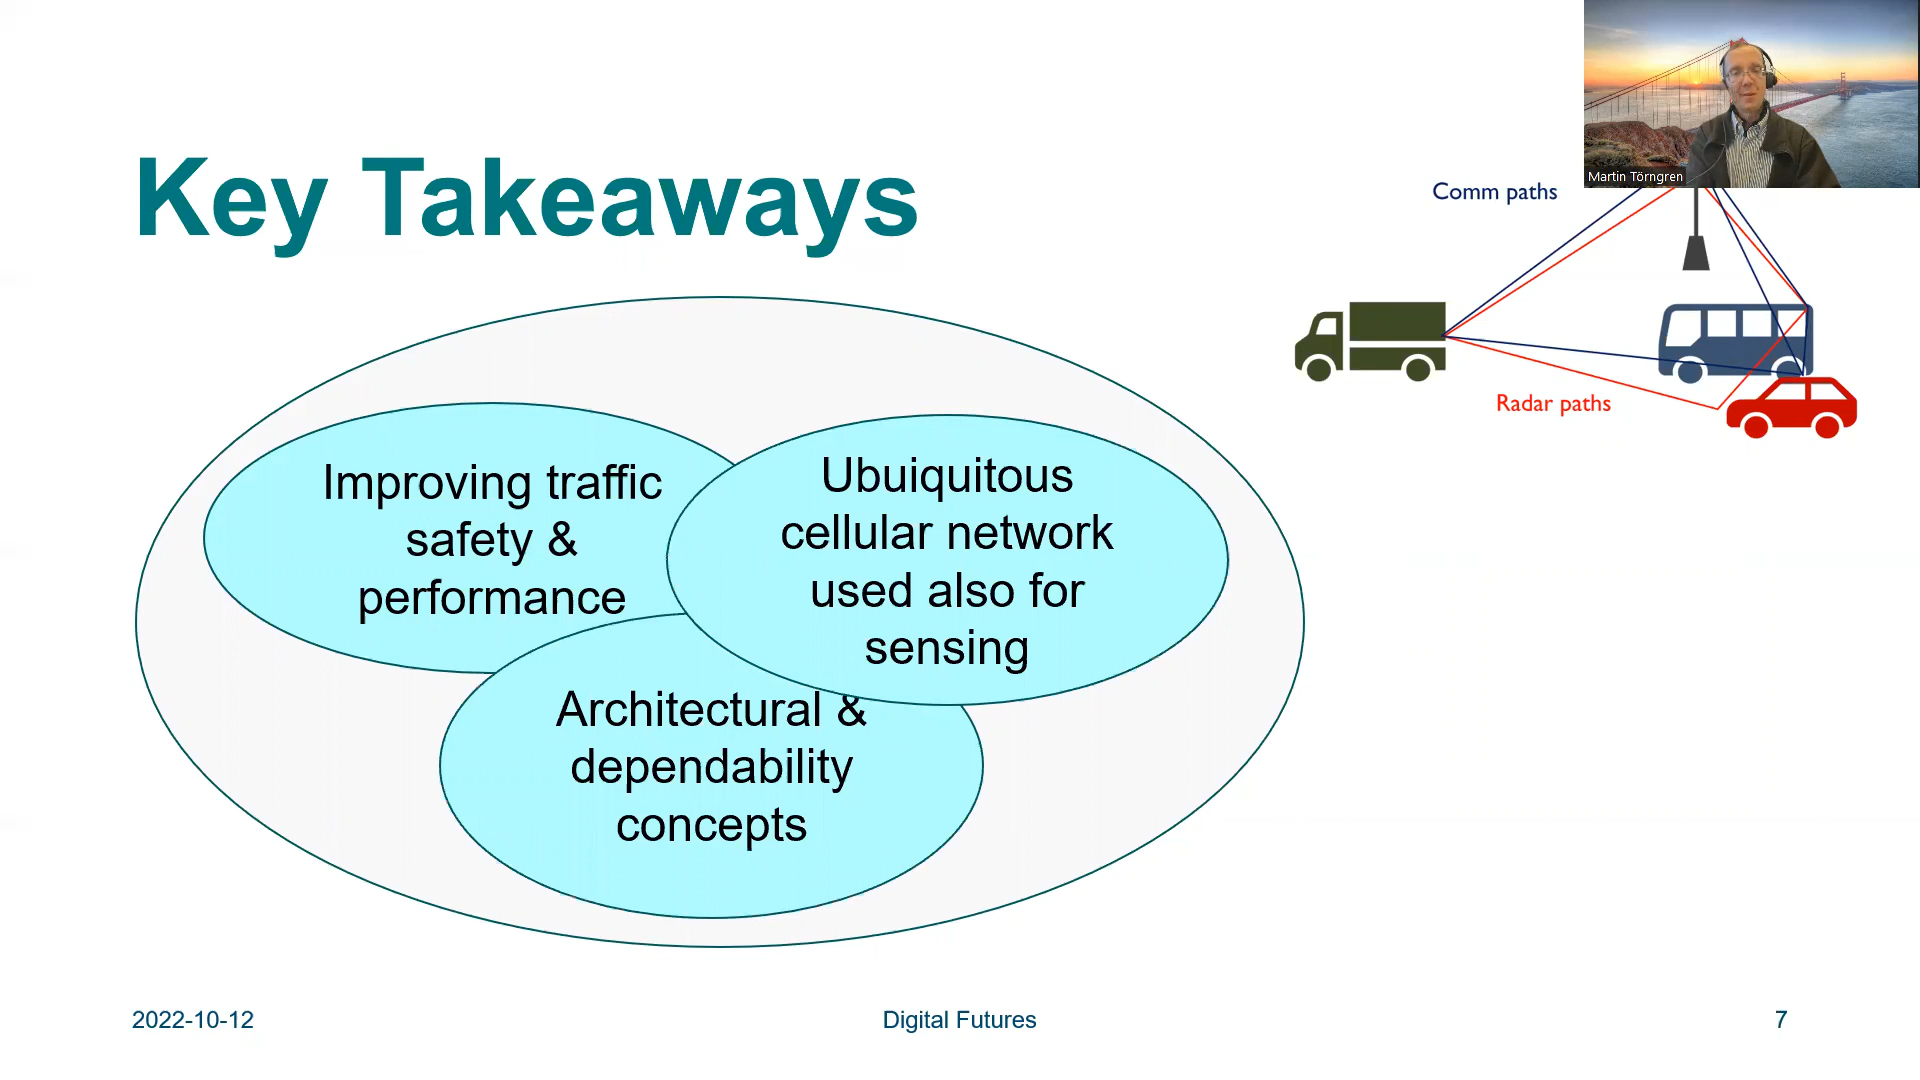 Key Takeaways
Martin Törngren
Comm paths
Radar paths
Improving traffic
safety &
performance
Ubuiquitous
cellular network
used also for
sensing
Architectural &
dependability
concepts
2022-10-12
Digital Futures
7